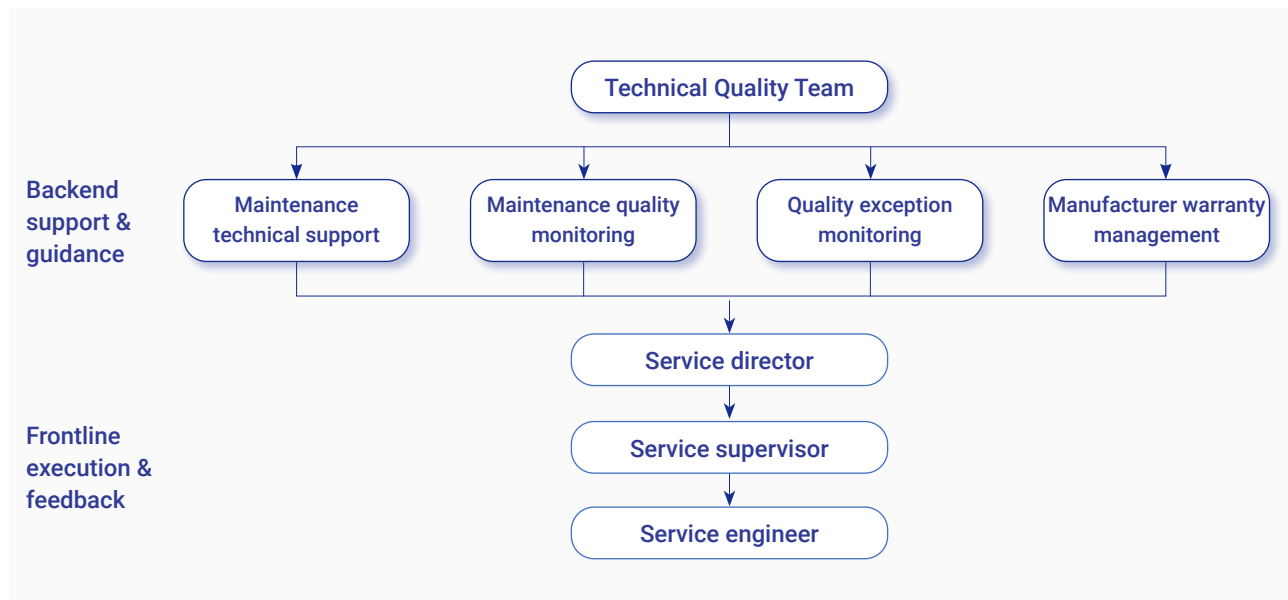 Technical Quality Team
Backend
support &
guidance
Maintenance
technical support
Maintenance quality
monitoring
Quality exception
monitoring
Manufacturer warranty
management
Service director
Frontline
execution &
feedback
Service supervisor
Service engineer